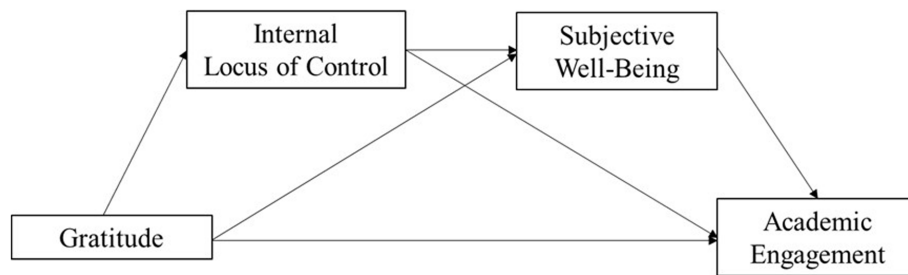 Internal
Locus of Control
Subjective
Well-Being
Gratitude
Academic
Engagement